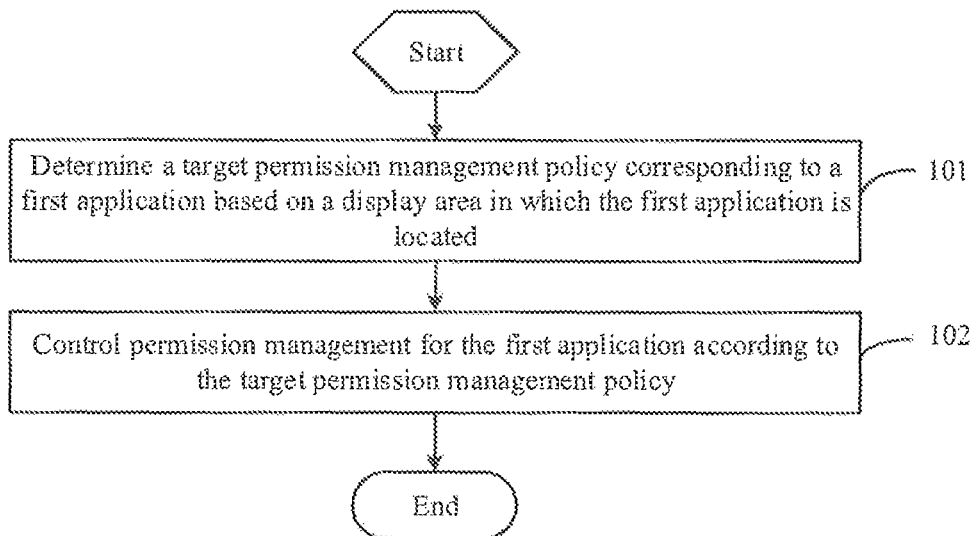 Start
Determine a target permission management policy corresponding to a
first application based on a display area in which the first application is
located
101
Control permission management for the first application according to
the target permission management policy
102
End